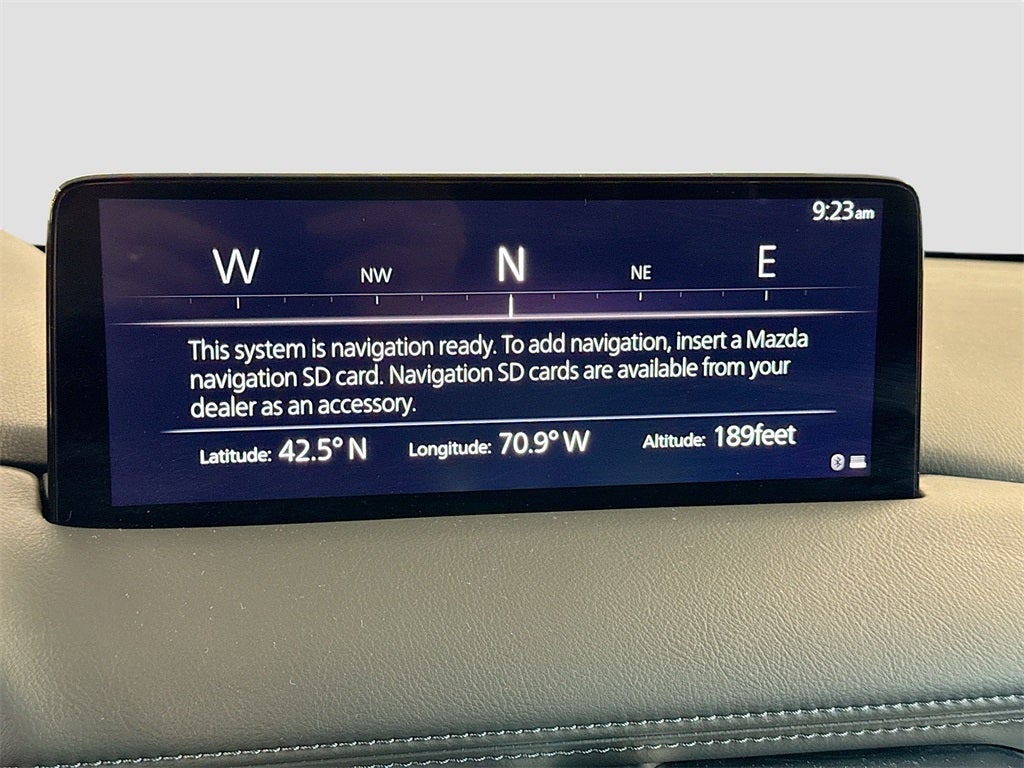 9:23am
W NW N NE E
This system is navigation ready. To add navigation, insert a Mazda
navigation SD card. Navigation SD cards are available from your
dealer as an accessory.
Latitude: 42.5° N Longitude: 70.9° W Altitude: 189feet